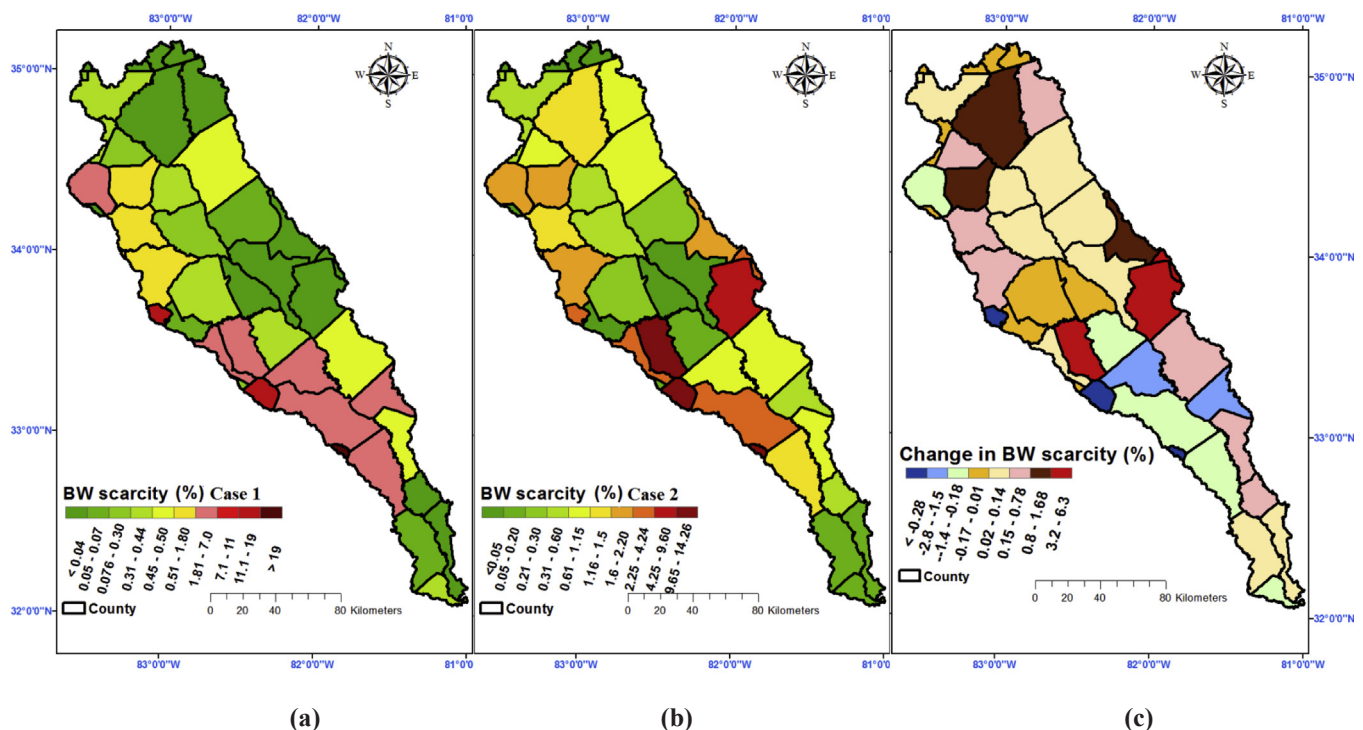 83°0'0"W 82°0'0"W 81°0'0"W
35°0'0"N
34°0'0"N
33°0'0"N
32°0'0"N
N
W E
S
BW scarcity (%) Case 1
< 0.04
0.05 - 0.07
0.076 - 0.30
0.31 - 0.44
0.45 - 0.50
0.51 - 1.80
1.81 - 7.0
7.1 - 11
11.1 - 19
> 19
County
0 20 40 80 Kilometers
83°0'0"W 82°0'0"W 81°0'0
(a)
N
W E
S
BW scarcity (%) Case 2
<0.05
0.05 - 0.20
0.21 - 0.30
0.31 - 0.60
0.61 - 1.15
1.16 - 1.5
1.6 - 2.20
2.25 - 4.24
4.25 - 9.60
9.65 - 14.26
County
0 20 40 80 Kilometers
83°0'0"W 82°0'0"W 81°0'0
(b)
N
W E
S
35°0'0"N
34°0'0"N
33°0'0"N
32°0'0"N
Change in BW scarcity (%)
< -0.28
-2.8 - -1.5
--1.4 - -0.18
-0.17 - 0.01
0.02 - 0.14
0.15 - 0.78
0.8 - 1.68
3.2 - 6.3
County
0 20 40 80 Kilometers
83°0'0"W 82°0'0"W 81°0'0"W
(c)